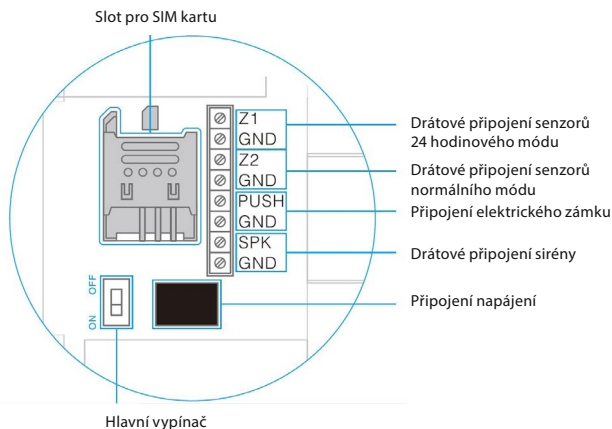 Slot pro SIM kartu
Z1
GND
Z2
GND
PUSH
GND
SPK
GND
Drátové připojení senzorů
24 hodinového módu
Drátové připojení senzorů
normálního módu
Připojení elektrického zámku
Drátové připojení sirény
Připojení napájení
OFF
ON
Hlavní vypínač